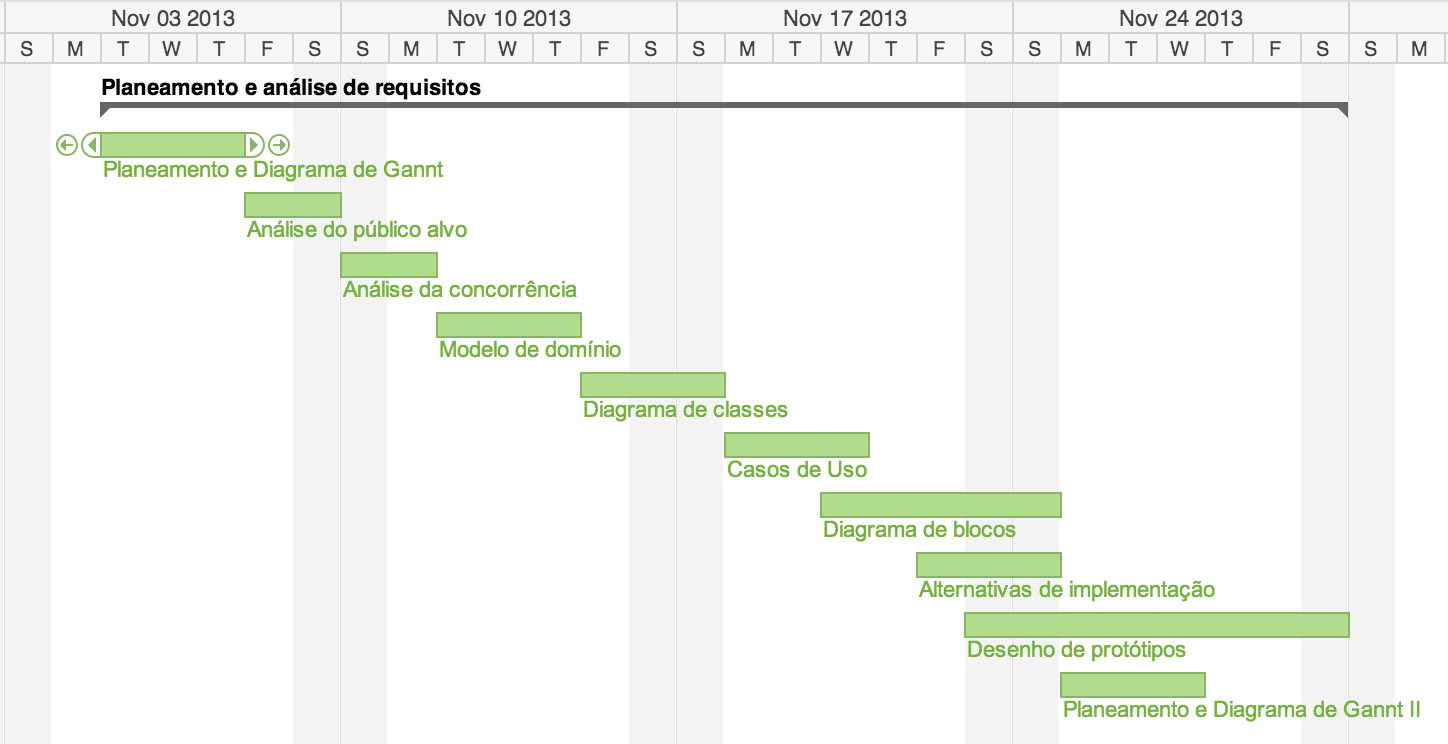 Nov 03 2013 Nov 10 2013 Nov 17 2013 Nov 24 2013
S M T W T F S S M T W T F S S M T W T F S S M T W T F S S M
Planeamento e análise de requisitos
Planeamento e Diagrama de Gannt
Análise do público alvo
Análise da concorrência
Modelo de domínio
Diagrama de classes
Casos de Uso
Diagrama de blocos
Alternativas de implementação
Desenho de protótipos
Planeamento e Diagrama de Gannt II